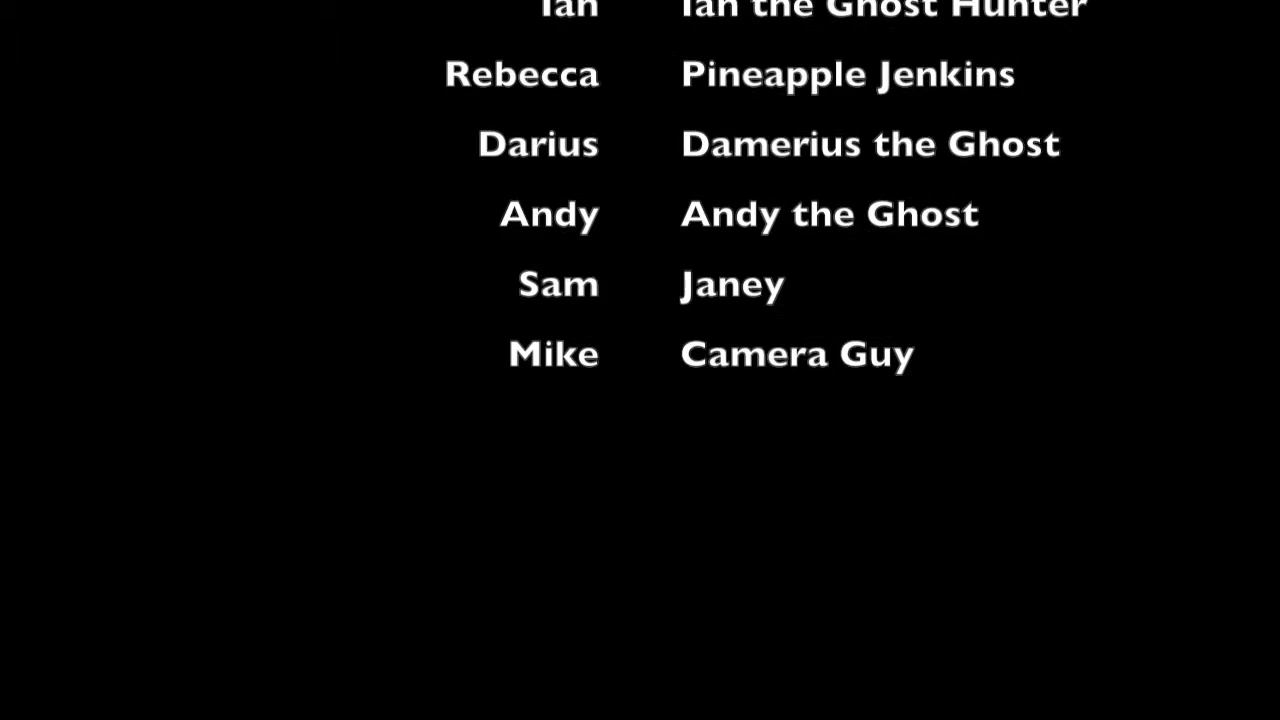 Ian Ian the Ghost Hunter
Rebecca Pineapple Jenkins
Darius Damerius the Ghost
Andy Andy the Ghost
Sam Janey
Mike Camera Guy